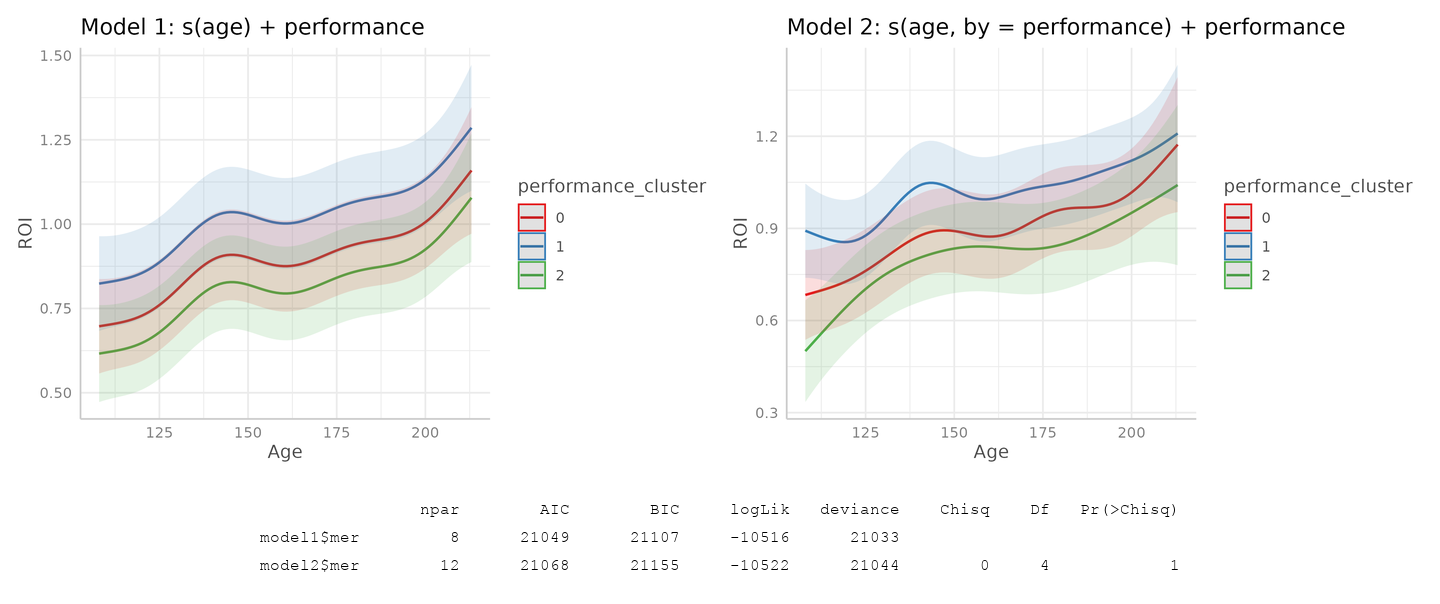 Model 1: s(age) + performance
1.50
1.25
1.00
0.75
0.50
ROI
125 150 175 200
Age
performance_cluster
0
1
2
Model 2: s(age, by = performance) + performance
1.2
0.9
0.6
0.3
ROI
125 150 175 200
Age
performance_cluster
0
1
2
npar AIC BIC logLik deviance Chisq Df Pr(>Chisq)
model1$mer 8 21049 21107 -10516 21033
model2$mer 12 21068 21155 -10522 21044 0 4 1